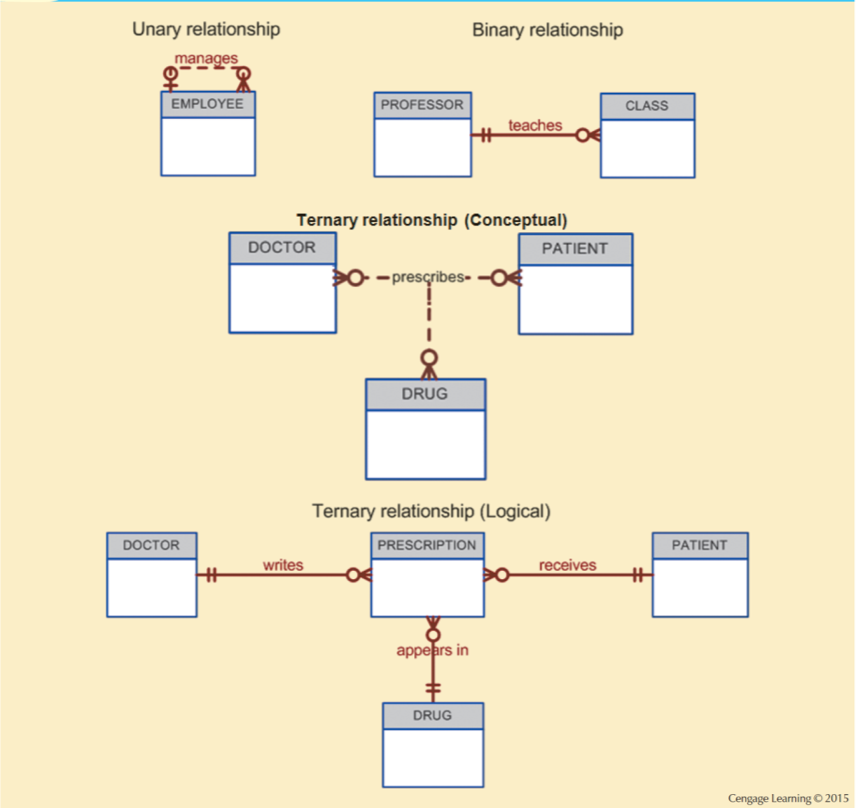 Unary relationship
Binary relationship
manages
EMPLOYEE
PROFESSOR
teaches
CLASS
Ternary relationship (Conceptual)
DOCTOR
prescribes
PATIENT
DRUG
Ternary relationship (Logical)
DOCTOR
writes
PRESCRIPTION
receives
PATIENT
appears in
DRUG
Cengage Learning © 2015